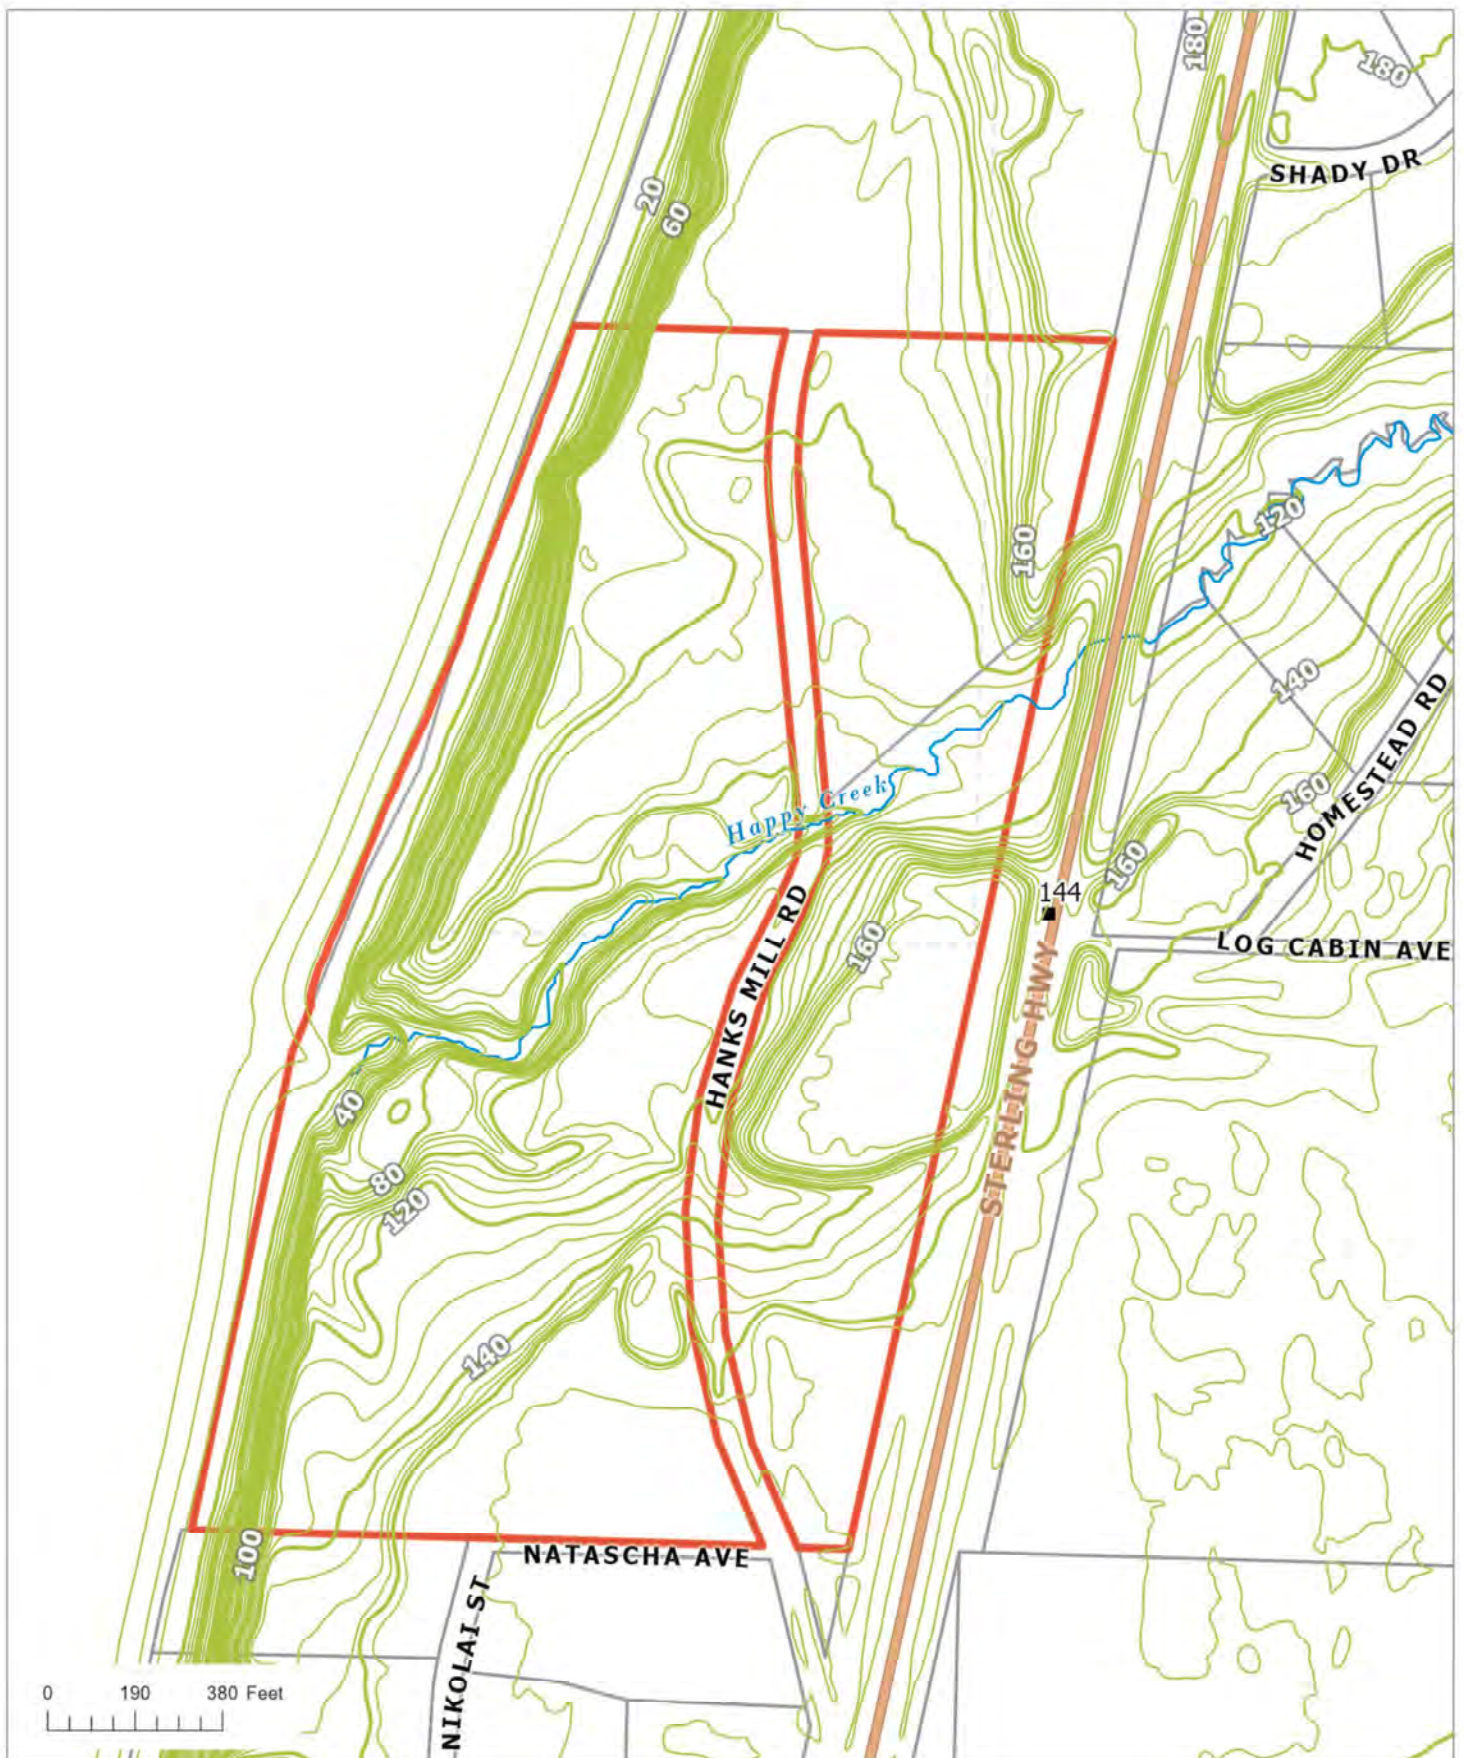 180
180
SHADY DR
20
60
160
120
140
HOMESTEAD RD
160
Happy Creek
160
144
HANKS MILL RD
160
LOG CABIN AVE
STERLING HWY
40
80
120
140
100
NATASCHA AVE
NIKOLAI ST
0 190 380 Feet